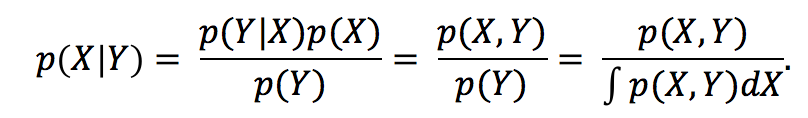 p(X|Y) = p(Y|X)p(X) / p(Y) = p(X,Y) / p(Y) = p(X,Y) / ∫ p(X,Y)dX.